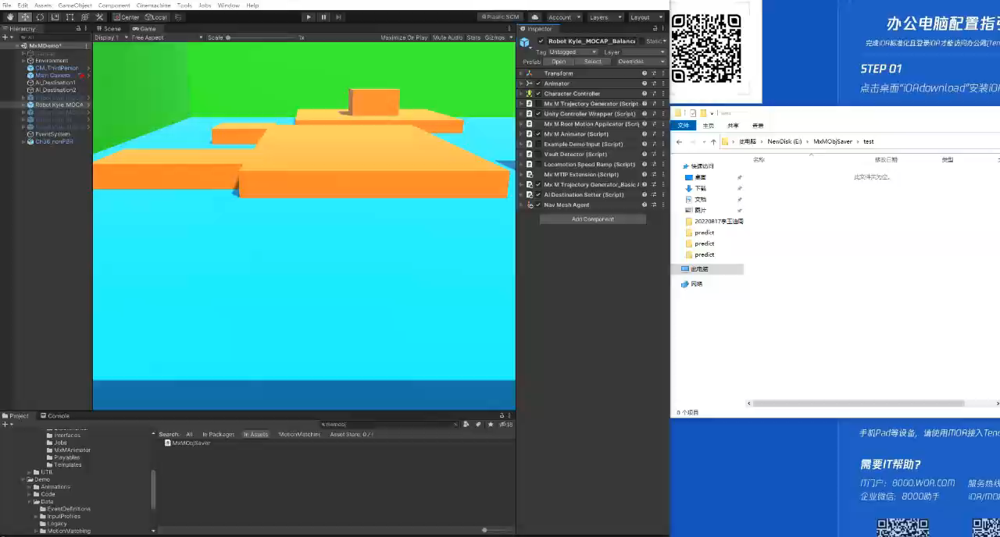 File Edit Assets GameObject Component Cinemachine Tools Jobs Window Help
Center Local
Plastic SCM Account Layers Layout
Hierarchy
All
MxMDemo*
Environment
CM_ThirdPerson
Main Camera
AI_Destination1
AI_Destination2
Robot Kyle_MOCA
EventSystem
Ch36_nonPBR
Scene Game
Display 1 Free Aspect Scale 1x Maximize On Play Mute Audio Stats Gizmos
Inspector
Robot Kyle_MOCAP_Balance Static
Tag Untagged Layer
Prefab Open Select Overrides
Transform
Animator
Character Controller
Mx M Trajectory Generator (Script)
Unity Controller Wrapper (Script)
Mx M Root Motion Applicator (Script)
Mx M Animator (Script)
Example Demo Input (Script)
Vault Detector (Script)
Locomotion Speed Ramp (Script)
Mx MTIP Extension (Script)
Mx M Trajectory Generator_Basic
AI Destination Setter (Script)
Nav Mesh Agent
Add Component
Project Console
Interfaces
Jobs
MxMAnimator
Playables
Templates
UTIL
Demo
Animations
Code
Data
EventDefinitions
InputProfiles
Legacy
MotionMatching
Search: All In Packages In Assets 'MotionMatchin Asset Store: 0 /
MxMObjSaver
办公电脑配置指引
完成iOA标准化且登录iOA才能访问办公网(Ten
STEP 01
点击桌面“iOAdownload”安装iOA
文件 主页 共享 查看
此电脑 › NewDisk (E:) › MxMObjSaver › test
名称 修改日期 类型
此文件夹为空。
快速访问
桌面
下载
文档
图片
20220817李玉迪周
predict
predict
predict
此电脑
网络
0 个项目
手机Pad等设备，请使用MOA接入Tenc
需要IT帮助?
IT门户: 8000.WOA.COM 服务热线
企业微信: 8000助手 iOA/MOA